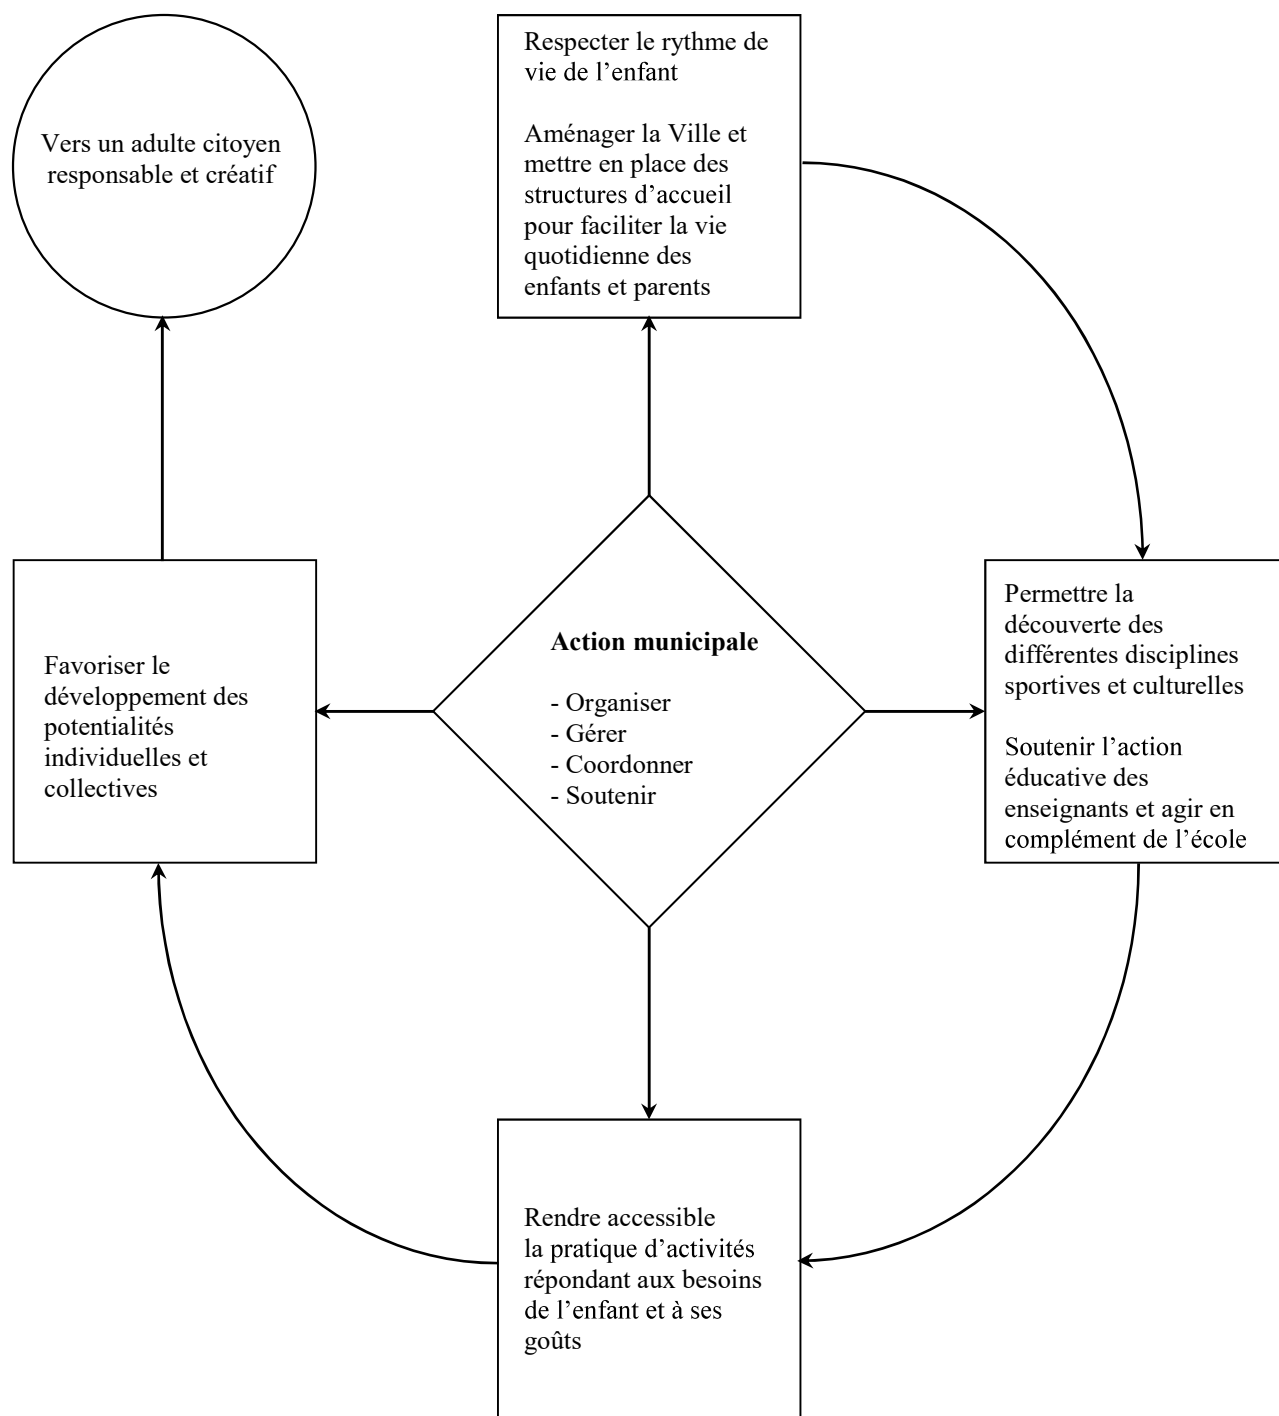 Vers un adulte citoyen
responsable et créatif
Respecter le rythme de
vie de l’enfant
Aménager la Ville et
mettre en place des
structures d’accueil
pour faciliter la vie
quotidienne des
enfants et parents
Favoriser le
développement des
potentialités
individuelles et
collectives
Action municipale
- Organiser
- Gérer
- Coordonner
- Soutenir
Permettre la
découverte des
différentes disciplines
sportives et culturelles
Soutenir l’action
éducative des
enseignants et agir en
complément de l’école
Rendre accessible
la pratique d’activités
répondant aux besoins
de l’enfant et à ses
goûts